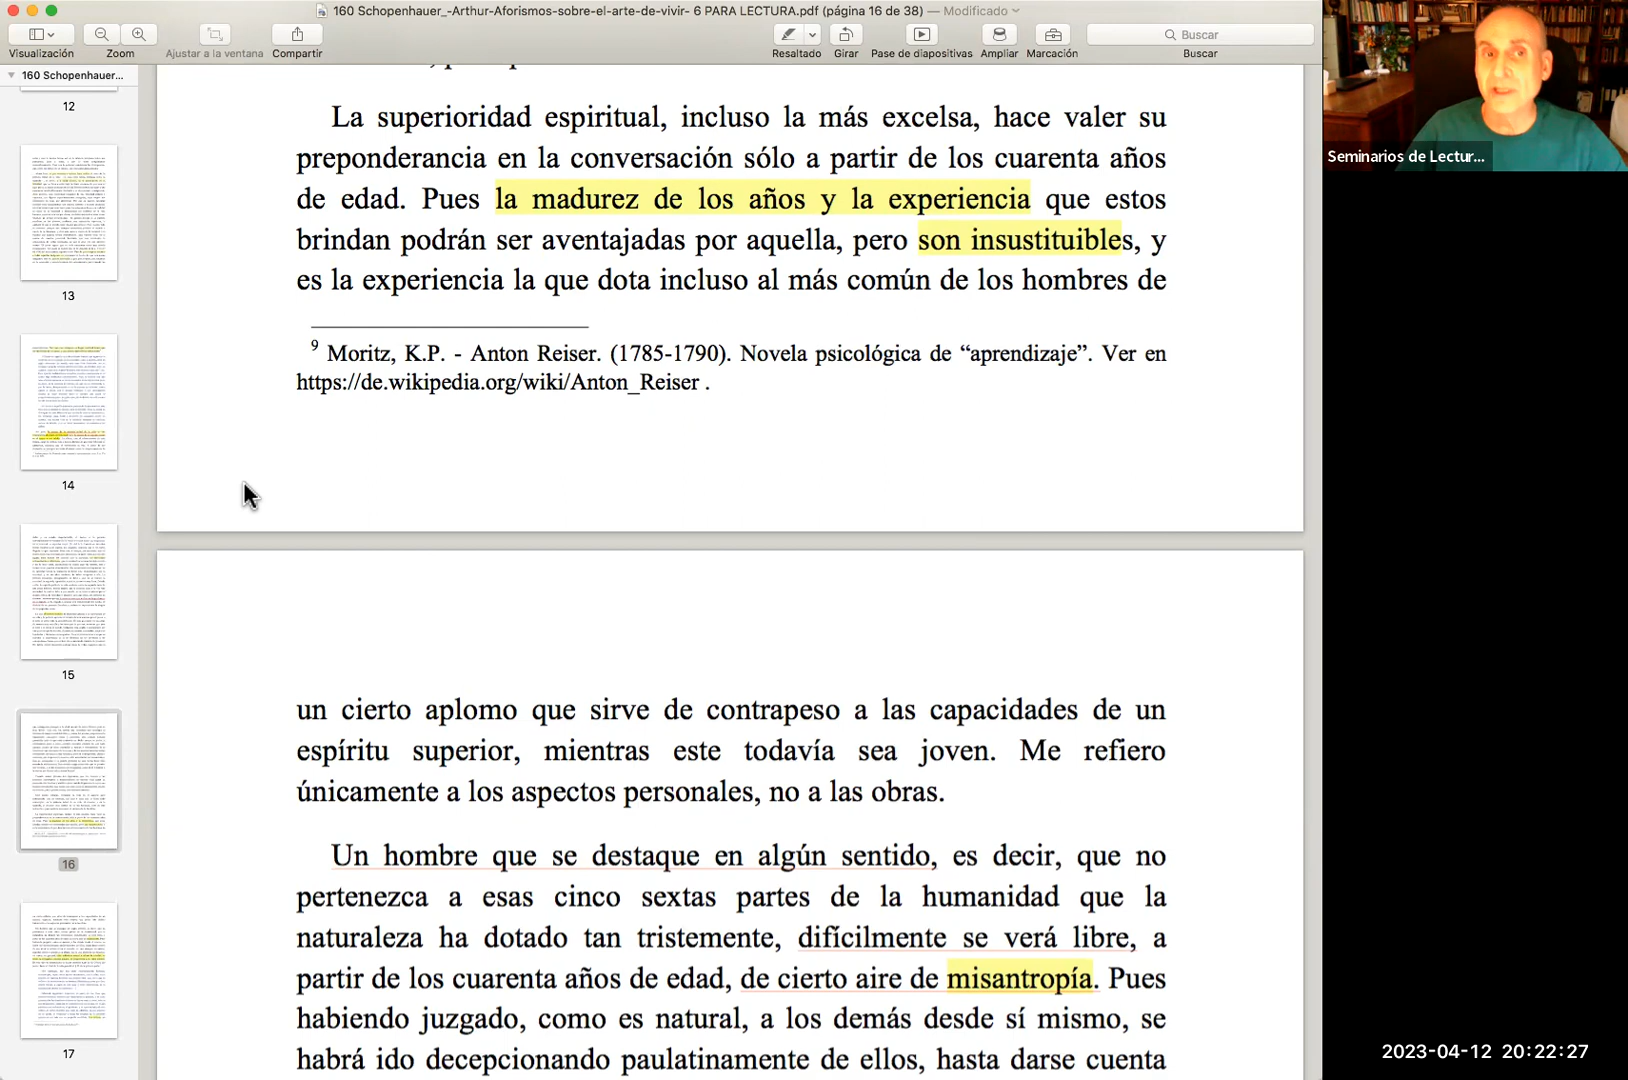 160 Schopenhauer_-Arthur-Aforismos-sobre-el-arte-de-vivir- 6 PARA LECTURA.pdf (página 16 de 38) — Modificado
Visualización
Zoom
Ajustar a la ventana
Compartir
Resaltado
Girar
Pase de diapositivas
Ampliar
Marcación
Buscar
Buscar
160 Schopenhauer...
12
13
14
15
16
17
La superioridad espiritual, incluso la más excelsa, hace valer su
preponderancia en la conversación sólo a partir de los cuarenta años
de edad. Pues la madurez de los años y la experiencia que estos
brindan podrán ser aventajadas por aquella, pero son insustituibles, y
es la experiencia la que dota incluso al más común de los hombres de
9 Moritz, K.P. - Anton Reiser. (1785-1790). Novela psicológica de “aprendizaje”. Ver en
https://de.wikipedia.org/wiki/Anton_Reiser .
un cierto aplomo que sirve de contrapeso a las capacidades de un
espíritu superior, mientras este todavía sea joven. Me refiero
únicamente a los aspectos personales, no a las obras.
Un hombre que se destaque en algún sentido, es decir, que no
pertenezca a esas cinco sextas partes de la humanidad que la
naturaleza ha dotado tan tristemente, difícilmente se verá libre, a
partir de los cuarenta años de edad, de cierto aire de misantropía. Pues
habiendo juzgado, como es natural, a los demás desde sí mismo, se
habrá ido decepcionando paulatinamente de ellos, hasta darse cuenta
Seminarios de Lectur...
2023-04-12 20:22:27